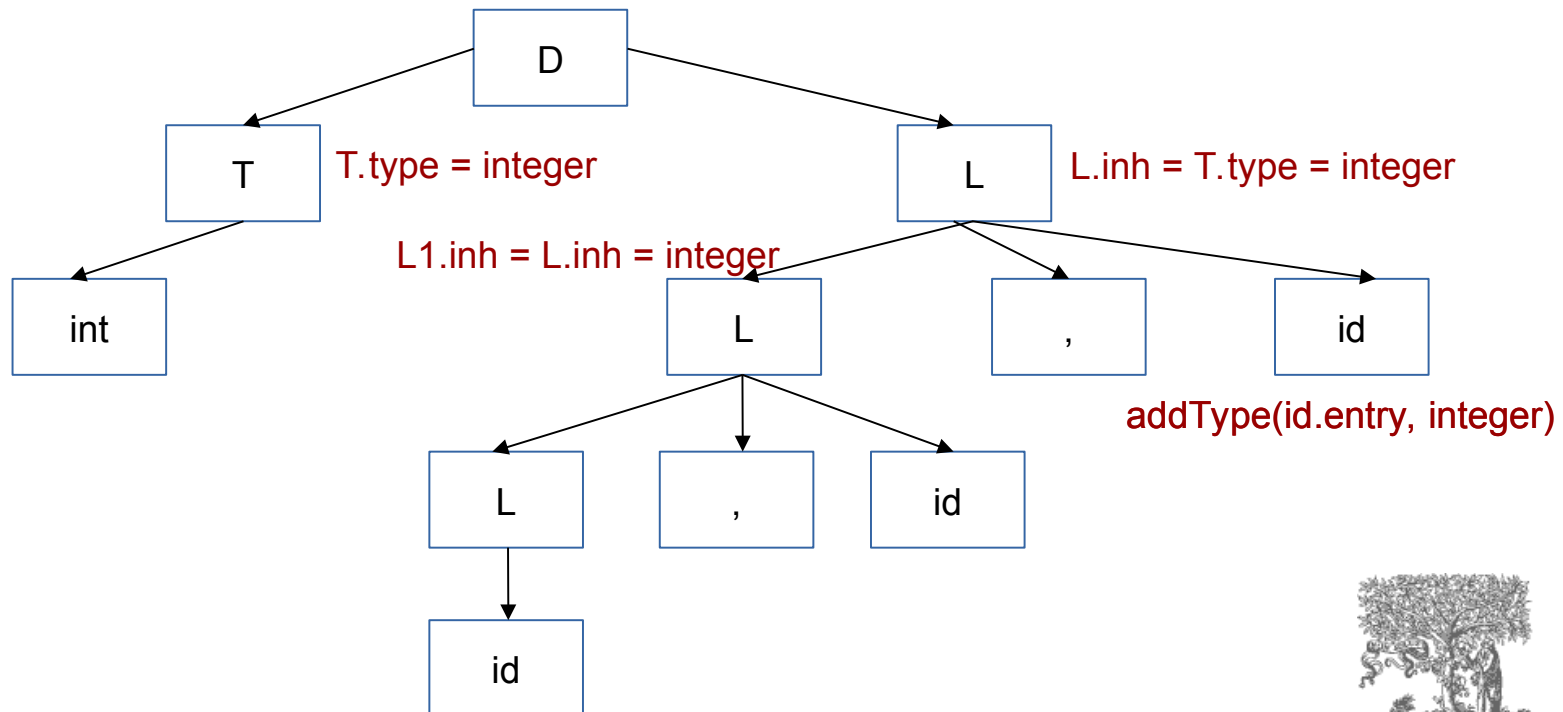 D
T
T.type = integer
L
L.inh = T.type = integer
L1.inh = L.inh = integer
int
L
,
id
addType(id.entry, integer)
L
,
id
id